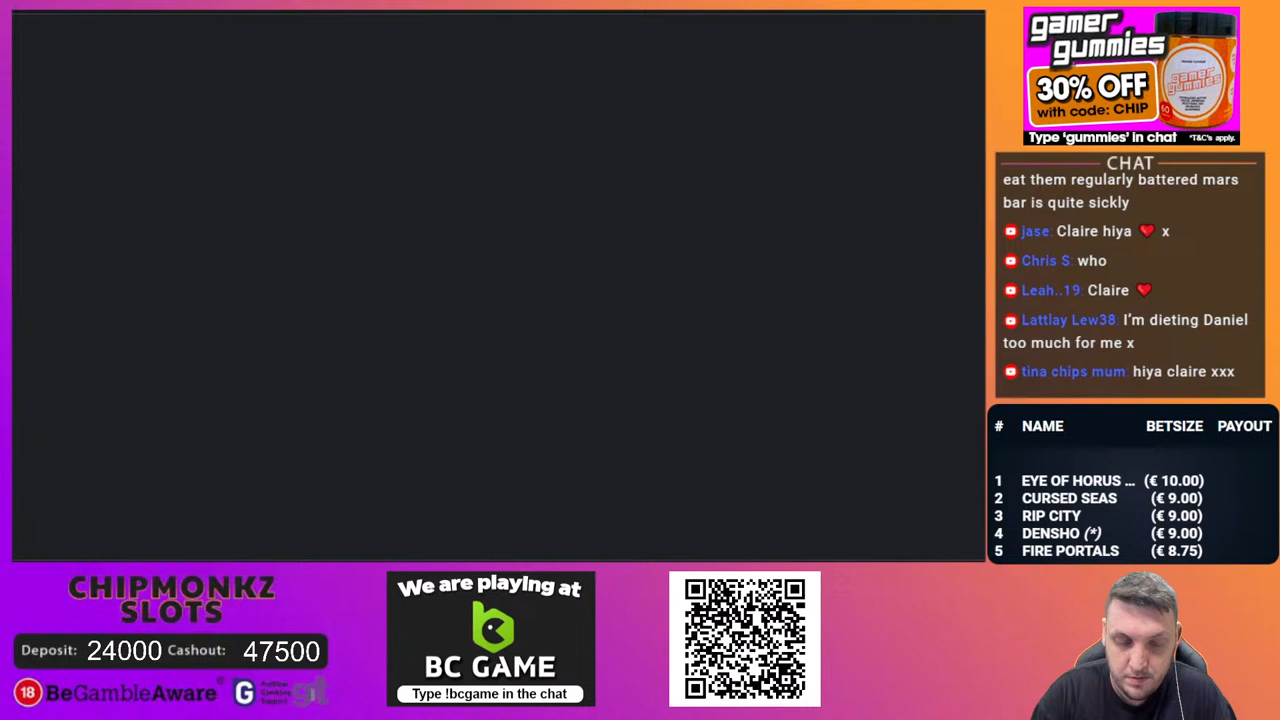 gamer
gummies
30% OFF
with code: CHIP
gamer
gummies
60
Type 'gummies' in chat
*T&C's apply.
CHAT
eat them regularly battered mars
bar is quite sickly
jase: Claire hiya ❤️ x
Chris S: who
Leah..19: Claire ❤️
Lattlay Lew38: I'm dieting Daniel
too much for me x
tina chips mum: hiya claire xxx
# NAME BETSIZE PAYOUT
1 EYE OF HORUS ... (€ 10.00)
2 CURSED SEAS (€ 9.00)
3 RIP CITY (€ 9.00)
4 DENSHO (*) (€ 9.00)
5 FIRE PORTALS (€ 8.75)
CHIPMONKZ
SLOTS
Deposit: 24000 Cashout: 47500
18 BeGambleAware
We are playing at
BC GAME
Type !bcgame in the chat